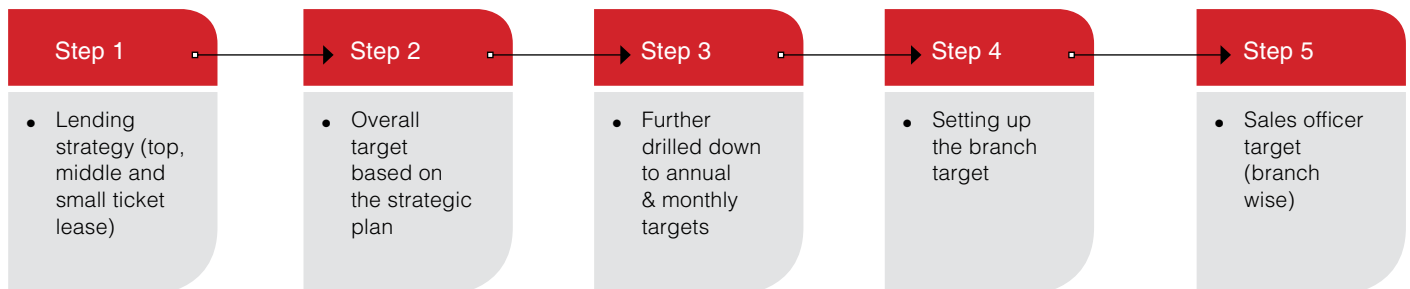 Step 1
Step 2
Step 3
Step 4
Step 5
• Lending
strategy (top,
middle and
small ticket
lease)
• Overall
target
based on
the strategic
plan
• Further
drilled down
to annual
& monthly
targets
• Setting up
the branch
target
• Sales officer
target
(branch
wise)